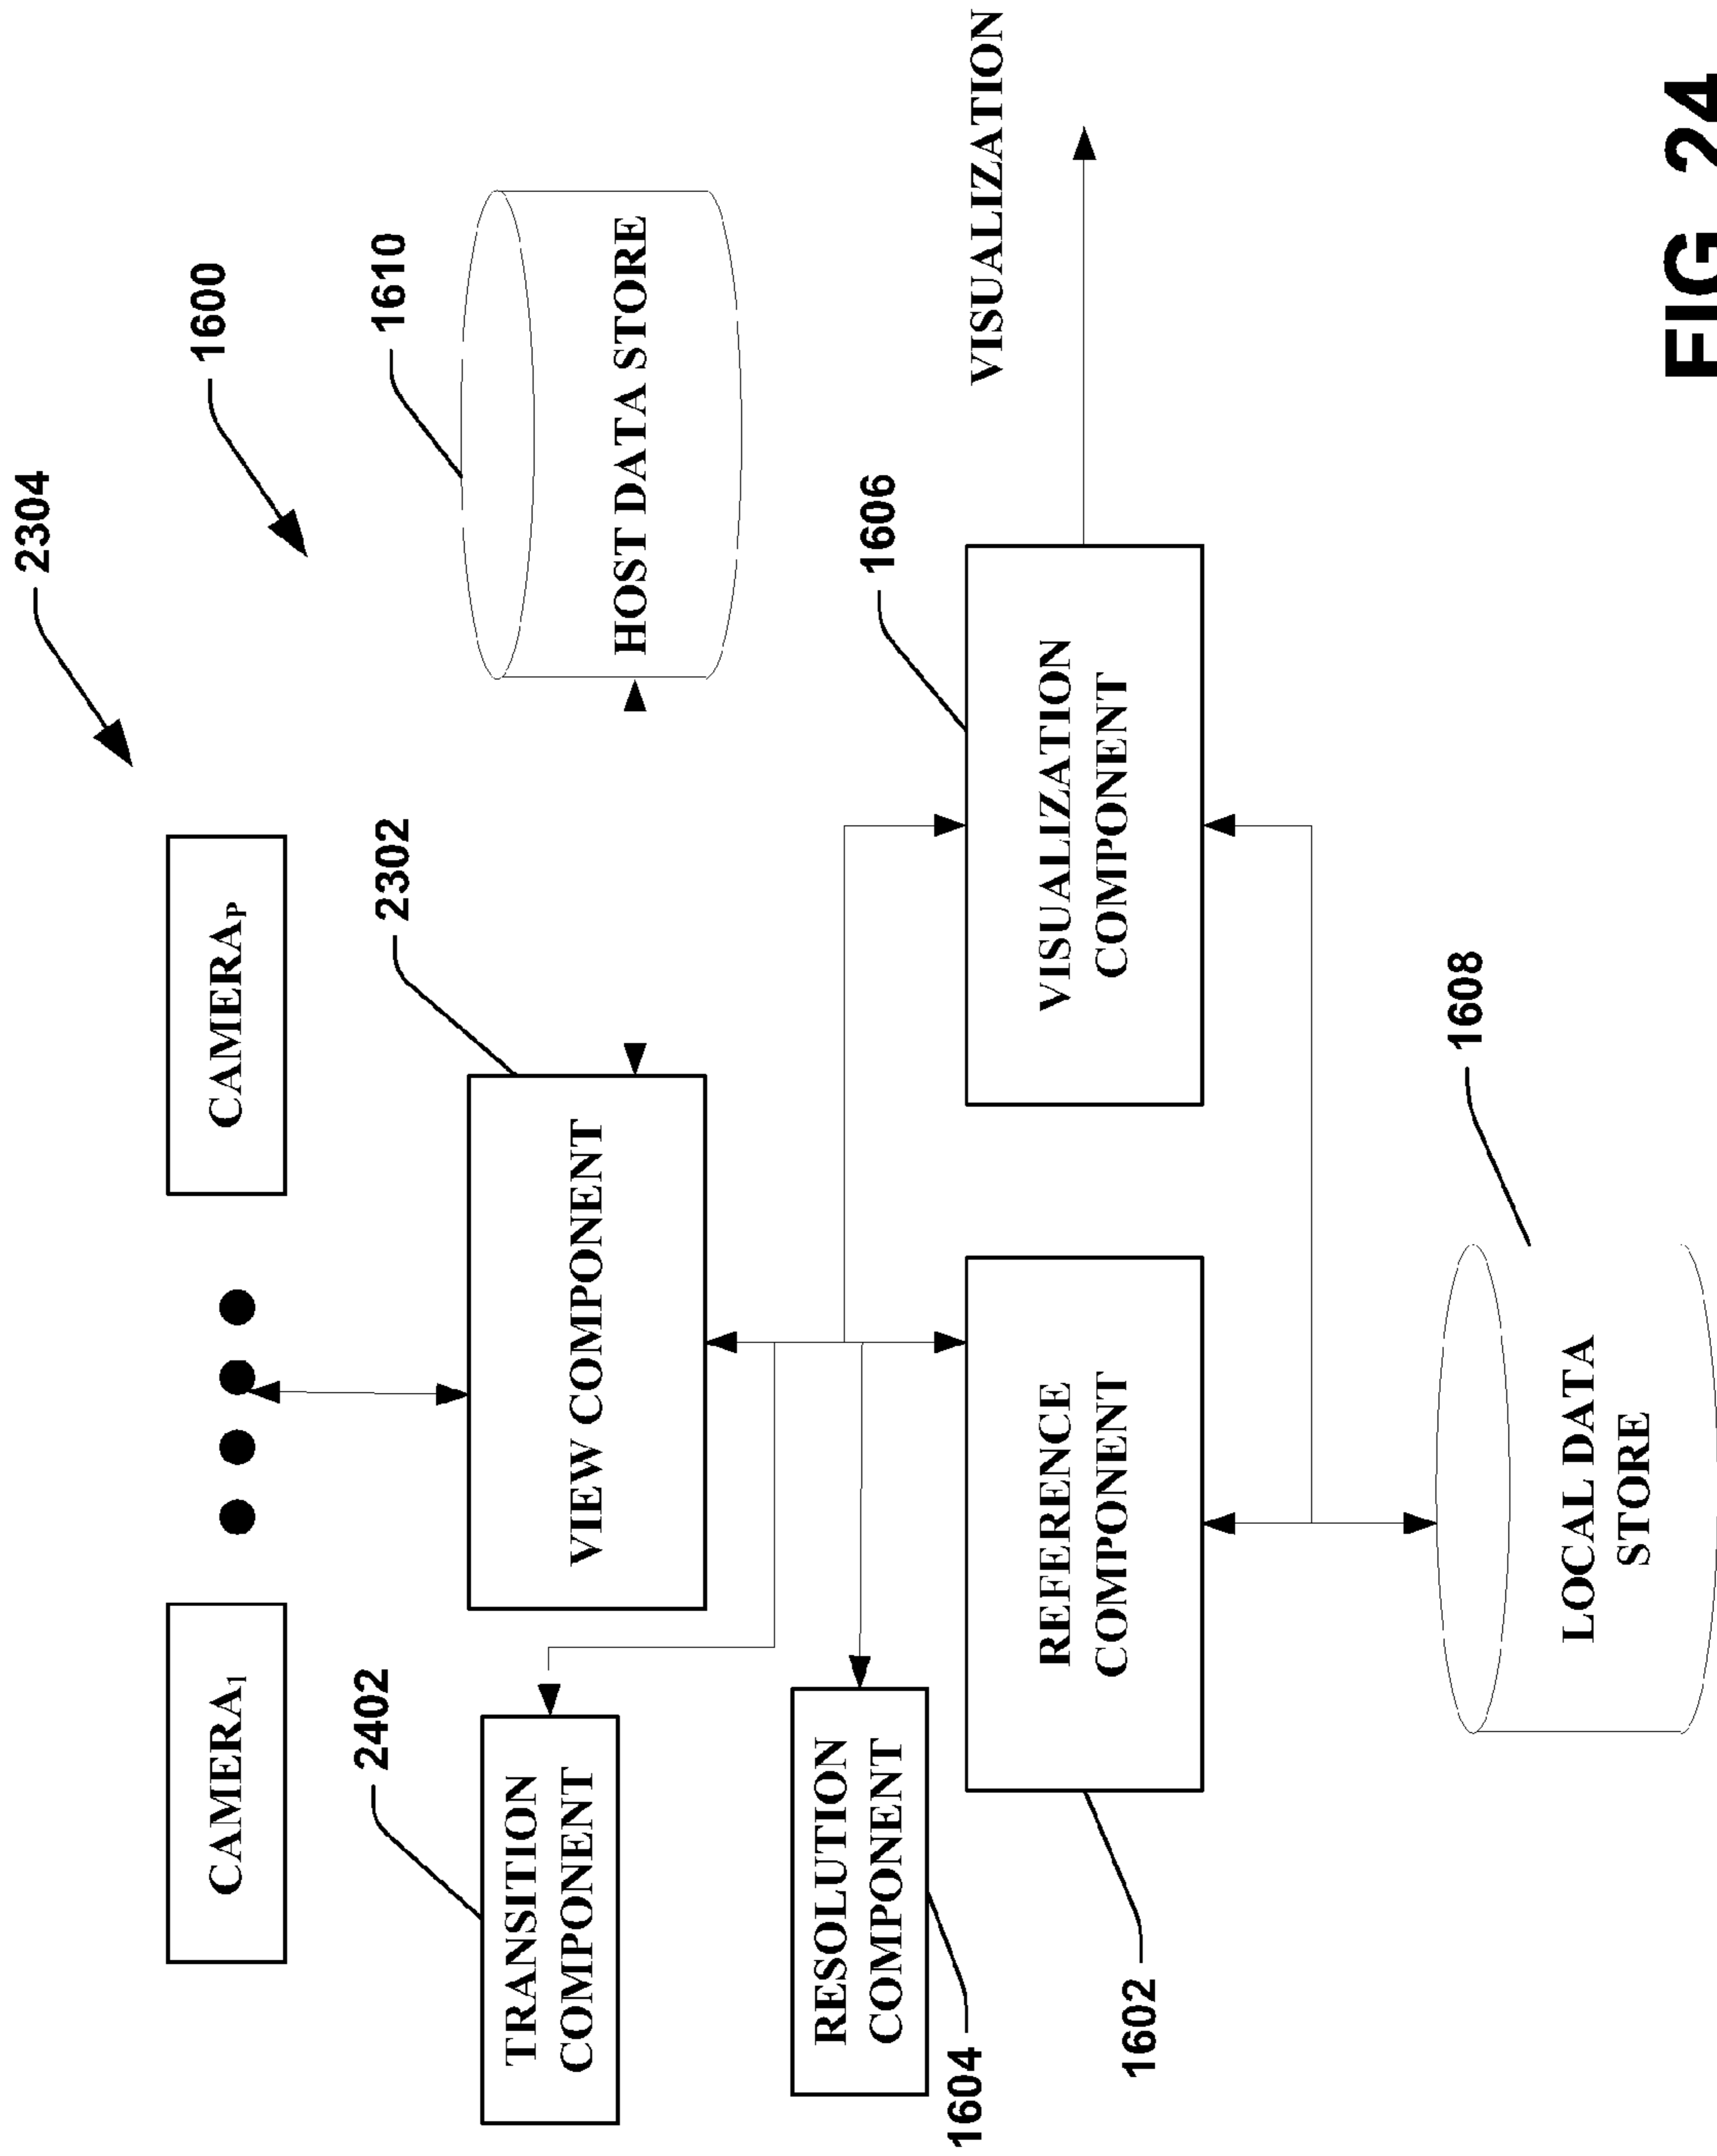 2304
1600
CAMERA1
CAMERAP
1610
2402
2302
TRANSITION
COMPONENT
VIEW COMPONENT
HOST DATA STORE
RESOLUTION
COMPONENT
1604
1606
REFERENCE
COMPONENT
1602
VISUALIZATION
COMPONENT
VISUALIZATION
1608
LOCAL DATA
STORE
FIG. 24